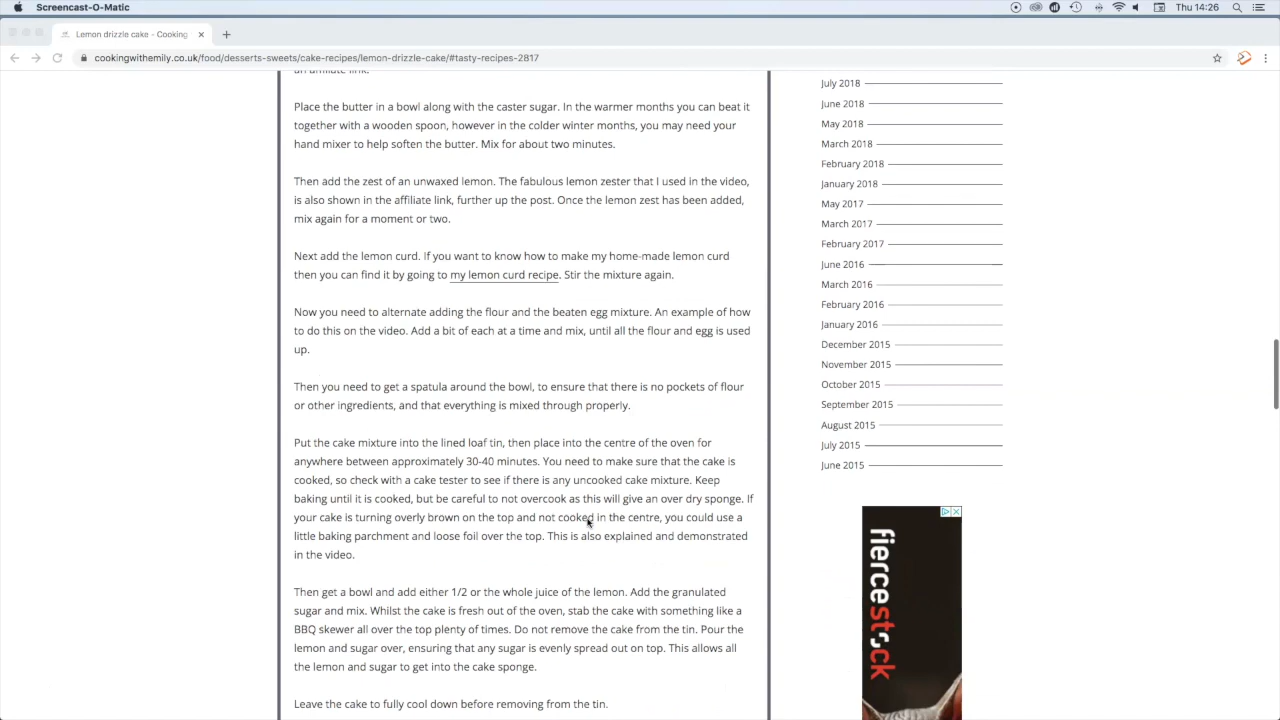 Screencast-O-Matic
Thu 14:26
Lemon drizzle cake - Cooking
cookingwithemily.co.uk/food/desserts-sweets/cake-recipes/lemon-drizzle-cake/#tasty-recipes-2817
an affiliate link.
Place the butter in a bowl along with the caster sugar. In the warmer months you can beat it
together with a wooden spoon, however in the colder winter months, you may need your
hand mixer to help soften the butter. Mix for about two minutes.
Then add the zest of an unwaxed lemon. The fabulous lemon zester that I used in the video,
is also shown in the affiliate link, further up the post. Once the lemon zest has been added,
mix again for a moment or two.
Next add the lemon curd. If you want to know how to make my home-made lemon curd
then you can find it by going to my lemon curd recipe. Stir the mixture again.
Now you need to alternate adding the flour and the beaten egg mixture. An example of how
to do this on the video. Add a bit of each at a time and mix, until all the flour and egg is used
up.
Then you need to get a spatula around the bowl, to ensure that there is no pockets of flour
or other ingredients, and that everything is mixed through properly.
Put the cake mixture into the lined loaf tin, then place into the centre of the oven for
anywhere between approximately 30-40 minutes. You need to make sure that the cake is
cooked, so check with a cake tester to see if there is any uncooked cake mixture. Keep
baking until it is cooked, but be careful to not overcook as this will give an over dry sponge. If
your cake is turning overly brown on the top and not cooked in the centre, you could use a
little baking parchment and loose foil over the top. This is also explained and demonstrated
in the video.
Then get a bowl and add either 1/2 or the whole juice of the lemon. Add the granulated
sugar and mix. Whilst the cake is fresh out of the oven, stab the cake with something like a
BBQ skewer all over the top plenty of times. Do not remove the cake from the tin. Pour the
lemon and sugar over, ensuring that any sugar is evenly spread out on top. This allows all
the lemon and sugar to get into the cake sponge.
Leave the cake to fully cool down before removing from the tin.
July 2018
June 2018
May 2018
March 2018
February 2018
January 2018
May 2017
March 2017
February 2017
June 2016
March 2016
February 2016
January 2016
December 2015
November 2015
October 2015
September 2015
August 2015
July 2015
June 2015
fiercest;ck